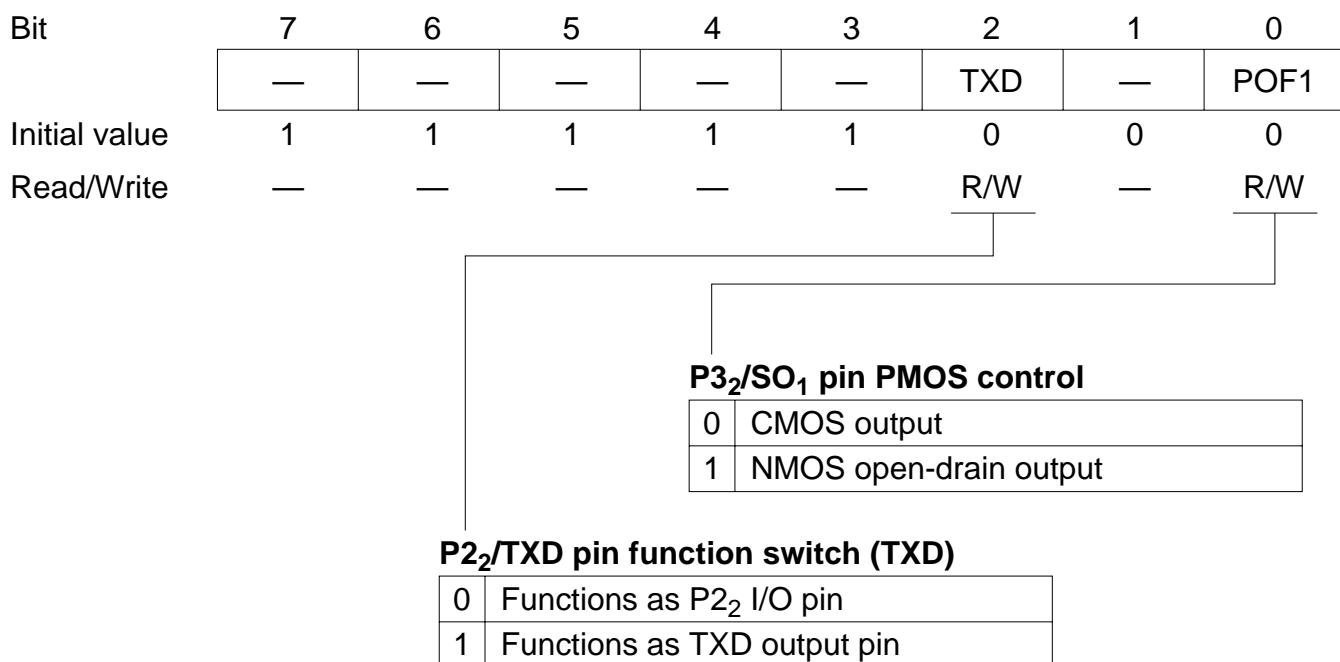 Bit 7 6 5 4 3 2 1 0
— — — — — TXD — POF1
Initial value 1 1 1 1 1 0 0 0
Read/Write — — — — — R/W — R/W
P3₂/SO₁ pin PMOS control
0 CMOS output
1 NMOS open-drain output
P2₂/TXD pin function switch (TXD)
0 Functions as P2₂ I/O pin
1 Functions as TXD output pin